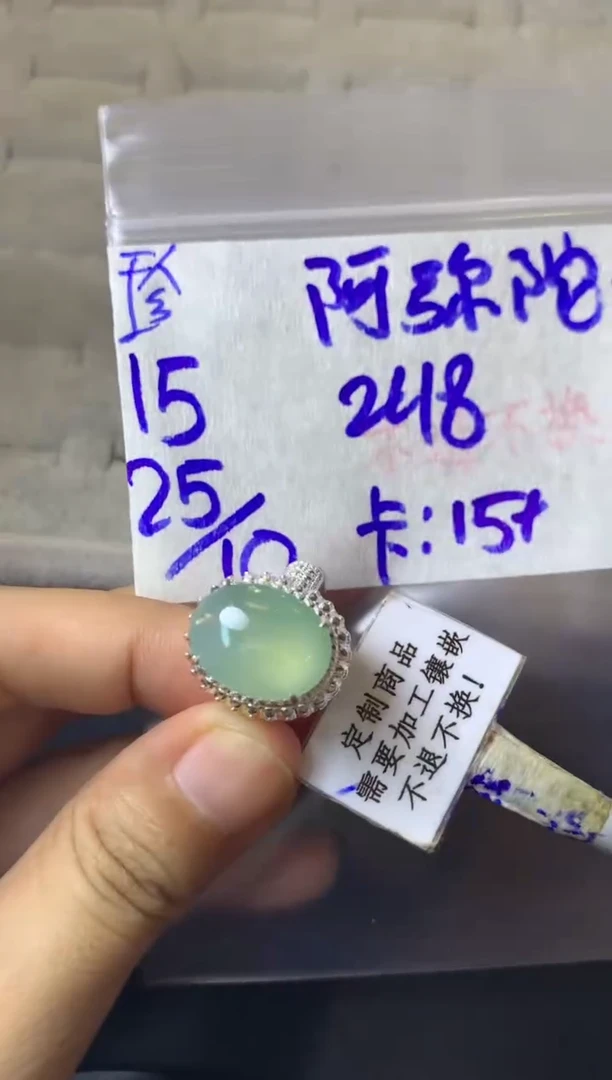 珍
阿弥陀
15
248
25/10
卡：15+
定制商品
需要加工镶嵌
不退不换！